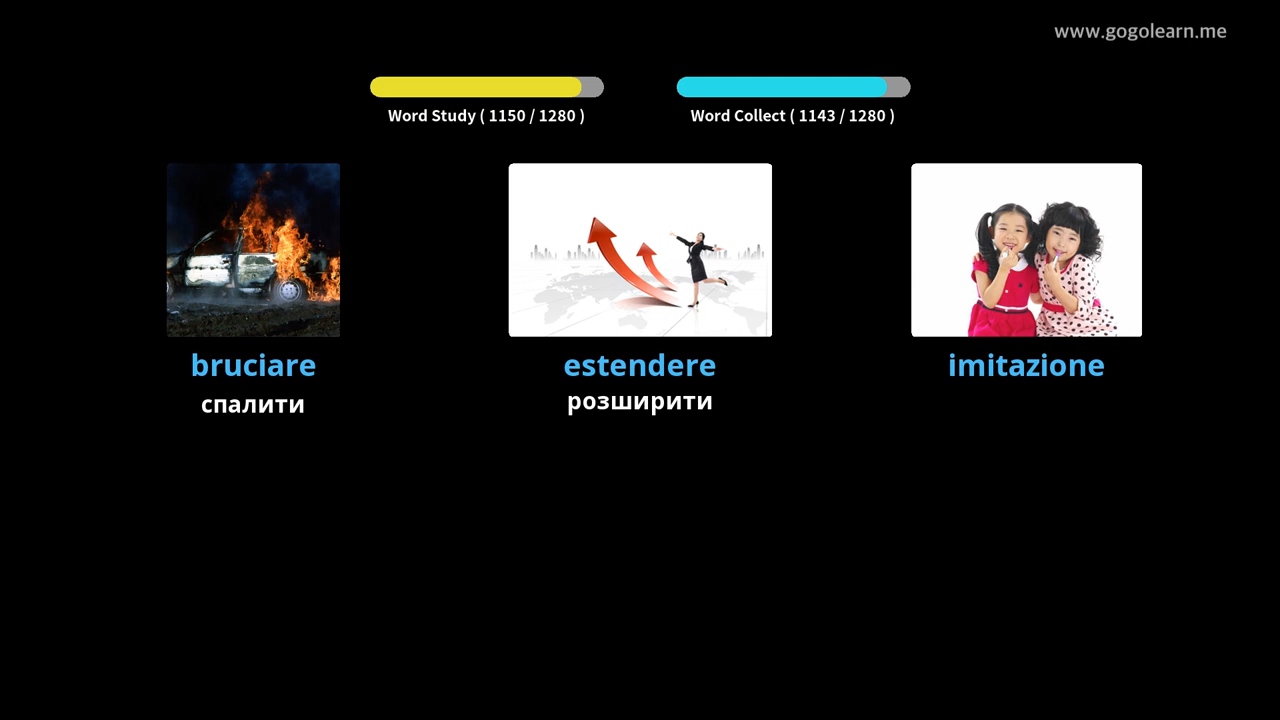 www.gogolearn.me
Word Study ( 1150 / 1280 )
Word Collect ( 1143 / 1280 )
bruciare
estendere
imitazione
спалити
розширити